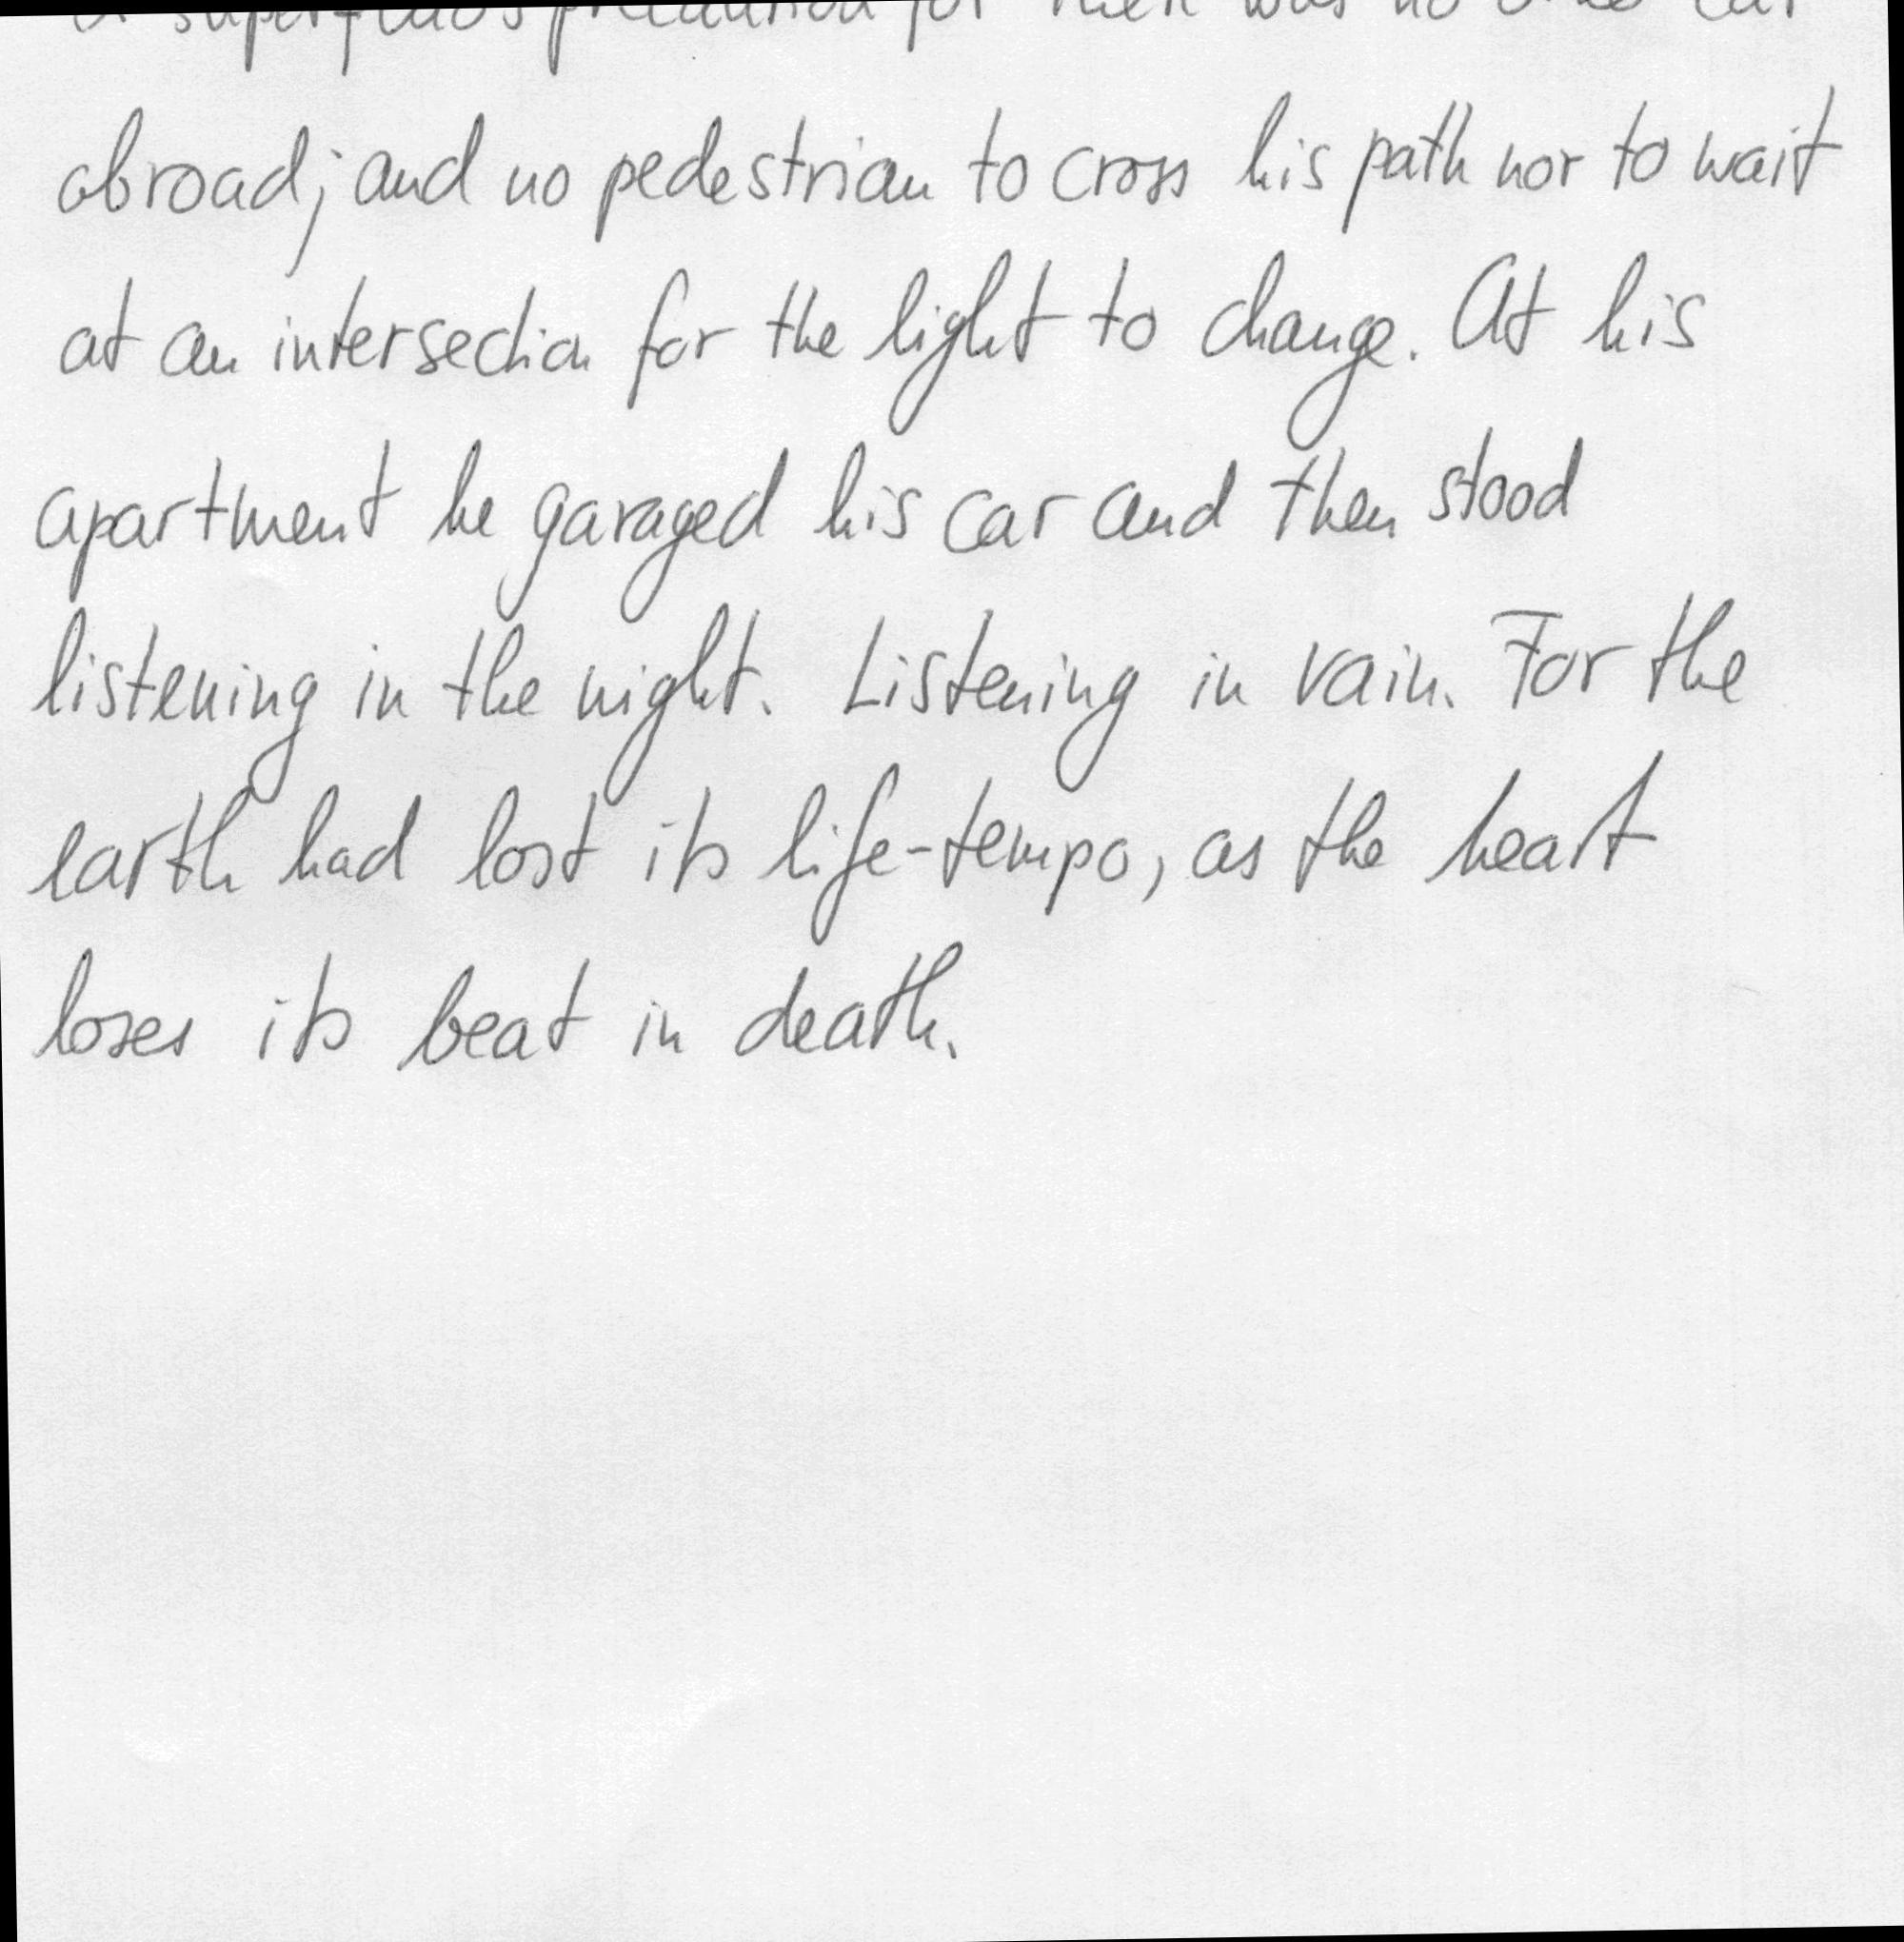 a superfluous precaution for there was no other car
abroad; and no pedestrian to cross his path nor to wait
at an intersection for the light to change. At his
apartment he garaged his car and then stood
listening in the night. Listening in vain. For the
earth had lost its life-tempo, as the heart
loses its beat in death.